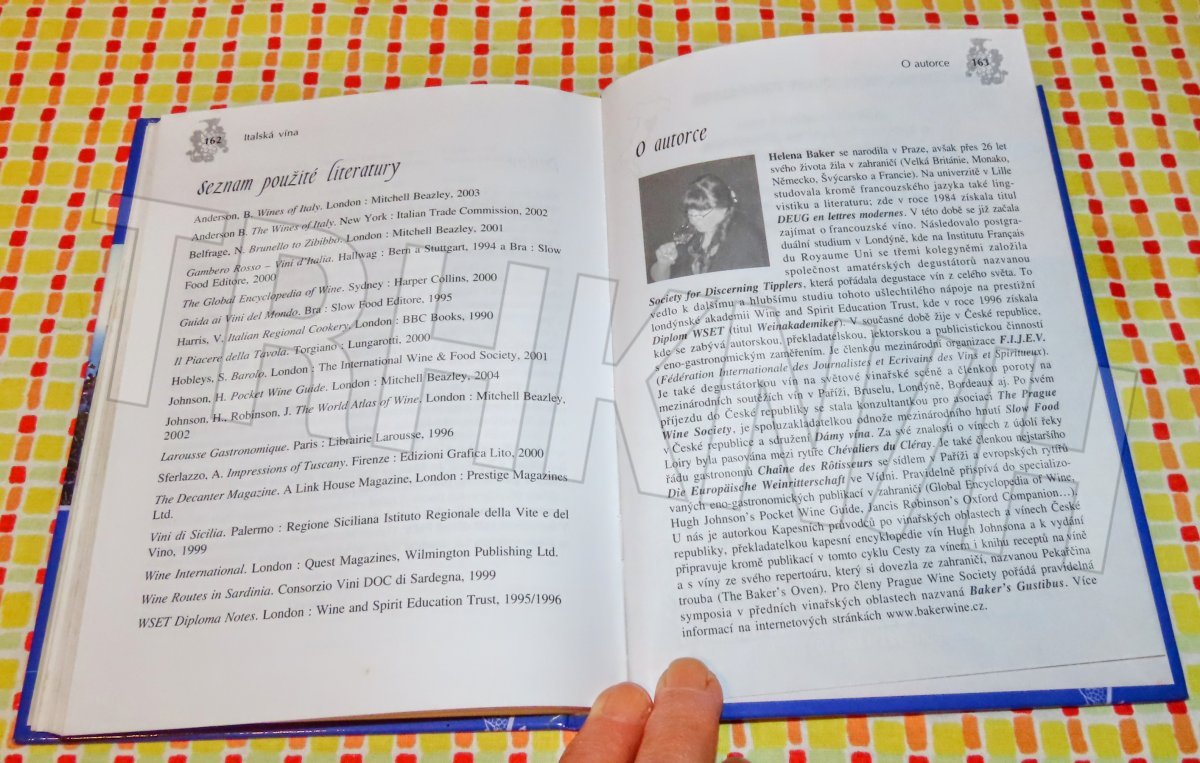 162 Italská vína
Seznam použité literatury
Anderson. B. Wines of Italy. London : Mitchell Beazley, 2003
Anderson B. The Wines of Italy. New York : Italian Trade Commission, 2002
Belfrage, N. Brunello a Zibibbo. London : Mitchell Beazley, 2001
Gambero Rosso – Vini d'Italia. Hallwag : Bern a Stuttgart, 1994 a Bra : Slow
Food Editore, 2000
The Global Encyclopedia of Wine. Sydney : Harper Collins, 2000
Guida ai Vini del Mondo. Bra : Slow Food Editore, 1995
Harris, V. Italian Regional Cookery. London : BBC Books, 1990
Il Piacere della Tavola. Torgiano : Lungarotti, 2000
Hobleys, S. Barolo. London : The International Wine & Food Society, 2001
Johnson, H. Pocket Wine Guide. London : Mitchell Beazley, 2004
Johnson, H., Robinson, J. The World Atlas of Wine, London : Mitchell Beazley,
2002
Larousse Gastronomique. Paris : Librairie Larousse, 1996
Sferlazzo, A. Impressions of Tuscany. Firenze : Edizioni Grafica Lito, 2000
The Decanter Magazine. A Link House Magazine, London : Prestige Magazines
Ltd.
Vini di Sicilia. Palermo : Regione Siciliana Istituto Regionale della Vite e del
Vino, 1999
Wine International. London : Quest Magazines, Wilmington Publishing Ltd.
Wine Routes in Sardinia. Consorzio Vini DOC di Sardegna, 1999
WSET Diploma Notes. London : Wine and Spirit Education Trust, 1995/1996
O autorce 163
O autorce
Helena Baker se narodila v Praze, avšak přes 26 let
svého života žila v zahraničí (Velká Británie, Monako,
Německo, Švýcarsko a Francie). Na univerzitě v Lille
studovala kromě francouzského jazyka také ling-
vistiku a literaturu; zde v roce 1984 získala titul
DEUG en lettres modernes. V této době se již začala
zajímat o francouzské víno. Následovalo postgra-
duální studium v Londýně, kde na Institutu Français
du Royaume Uni se třemi kolegyněmi založila
společnost amatérských degustátorů nazvanou
Society for Discerning Tipplers, která pořádala degustace vín z celého světa. To
vedlo k dalšímu a hlubšímu studiu tohoto ušlechtilého nápoje na prestižní
londýnské akademii Wine and Spirit Education Trust, kde v roce 1996 získala
Diplom WSET (titul Weinakademiker). V současné době žije v České republice,
kde se zabývá autorskou, překladatelskou, lektorskou a publicistickou činností
s eno-gastronomickým zaměřením. Je členkou mezinárodní organizace F.I.J.E.V.
(Fédération Internationale des Journalistes et Ecrivains des Vins et Spiritueux).
Je také degustátorkou vín na světové vinařské scéně a členkou poroty na
mezinárodních soutěžích vín v Paříži, Bruselu, Londýně, Bordeaux aj. Po svém
příjezdu do České republiky se stala konzultantkou pro asociaci The Prague
Wine Society, je spoluzakladatelkou odnože mezinárodního hnutí Slow Food
v České republice a sdružení Dámy vína. Za své znalosti o vínech z údolí řeky
Loiry byla pasována mezi rytíře Chévaliers du Cléray. Je také členkou nejstaršího
řádu gastronomů Chaîne des Rôtisseurs se sídlem v Paříži a evropských rytířů
Die Europäische Weinritterschaft ve Vídni. Pravidelně přispívá do specializo-
vaných eno-gastronomických publikací v zahraničí (Global Encyclopedia of Wine,
Hugh Johnson's Pocket Wine Guide, Jancis Robinson's Oxford Companion…).
U nás je autorkou Kapesních průvodců po vinařských oblastech a vínech České
republiky, překladatelkou kapesní encyklopedie vín Hugh Johnsona a k vydání
připravuje kromě publikací v tomto cyklu Cesty za vínem i knihu receptů na víně
a s víny ze svého repertoáru, který si dovezla ze zahraničí, nazvanou Pekařčina
trouba (The Baker's Oven). Pro členy Prague Wine Society pořádá pravidelná
symposia v předních vinařských oblastech nazvaná Baker's Gustibus. Více
informací na internetových stránkách www.bakerwine.cz.